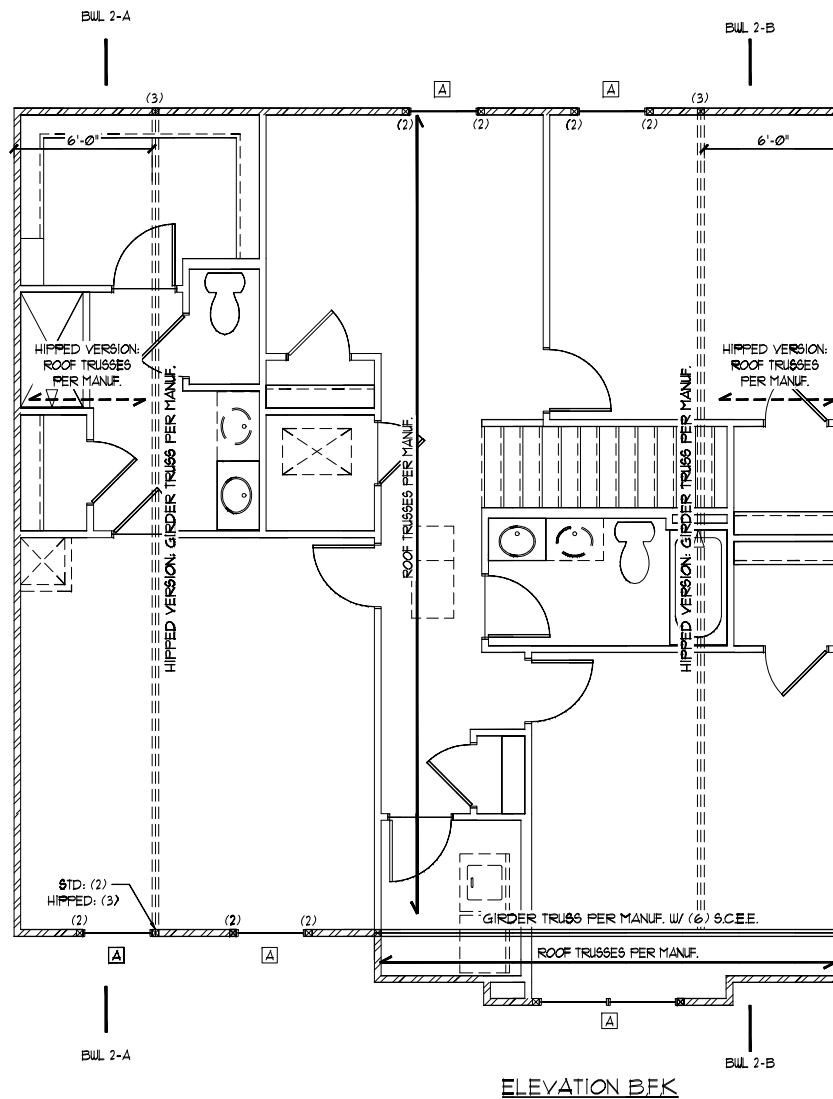 BWL 2-A
BWL 2-B
A
A
(3)
(3)
(2)
(2)
(2)
(2)
6'-0"
6'-0"
HIPPED VERSION:
ROOF TRUSSES
PER MANUF.
HIPPED VERSION:
ROOF TRUSSES
PER MANUF.
HIPPED VERSION: GIRDER TRUSS PER MANUF.
ROOF TRUSSES PER MANUF.
HIPPED VERSION: GIRDER TRUSS PER MANUF.
STD: (2)
HIPPED: (3)
(2)
(2)
(2)
GIRDER TRUSS PER MANUF. W/ (6) S.C.E.E.
ROOF TRUSSES PER MANUF.
A
A
A
BWL 2-A
BWL 2-B
ELEVATION B,F,K